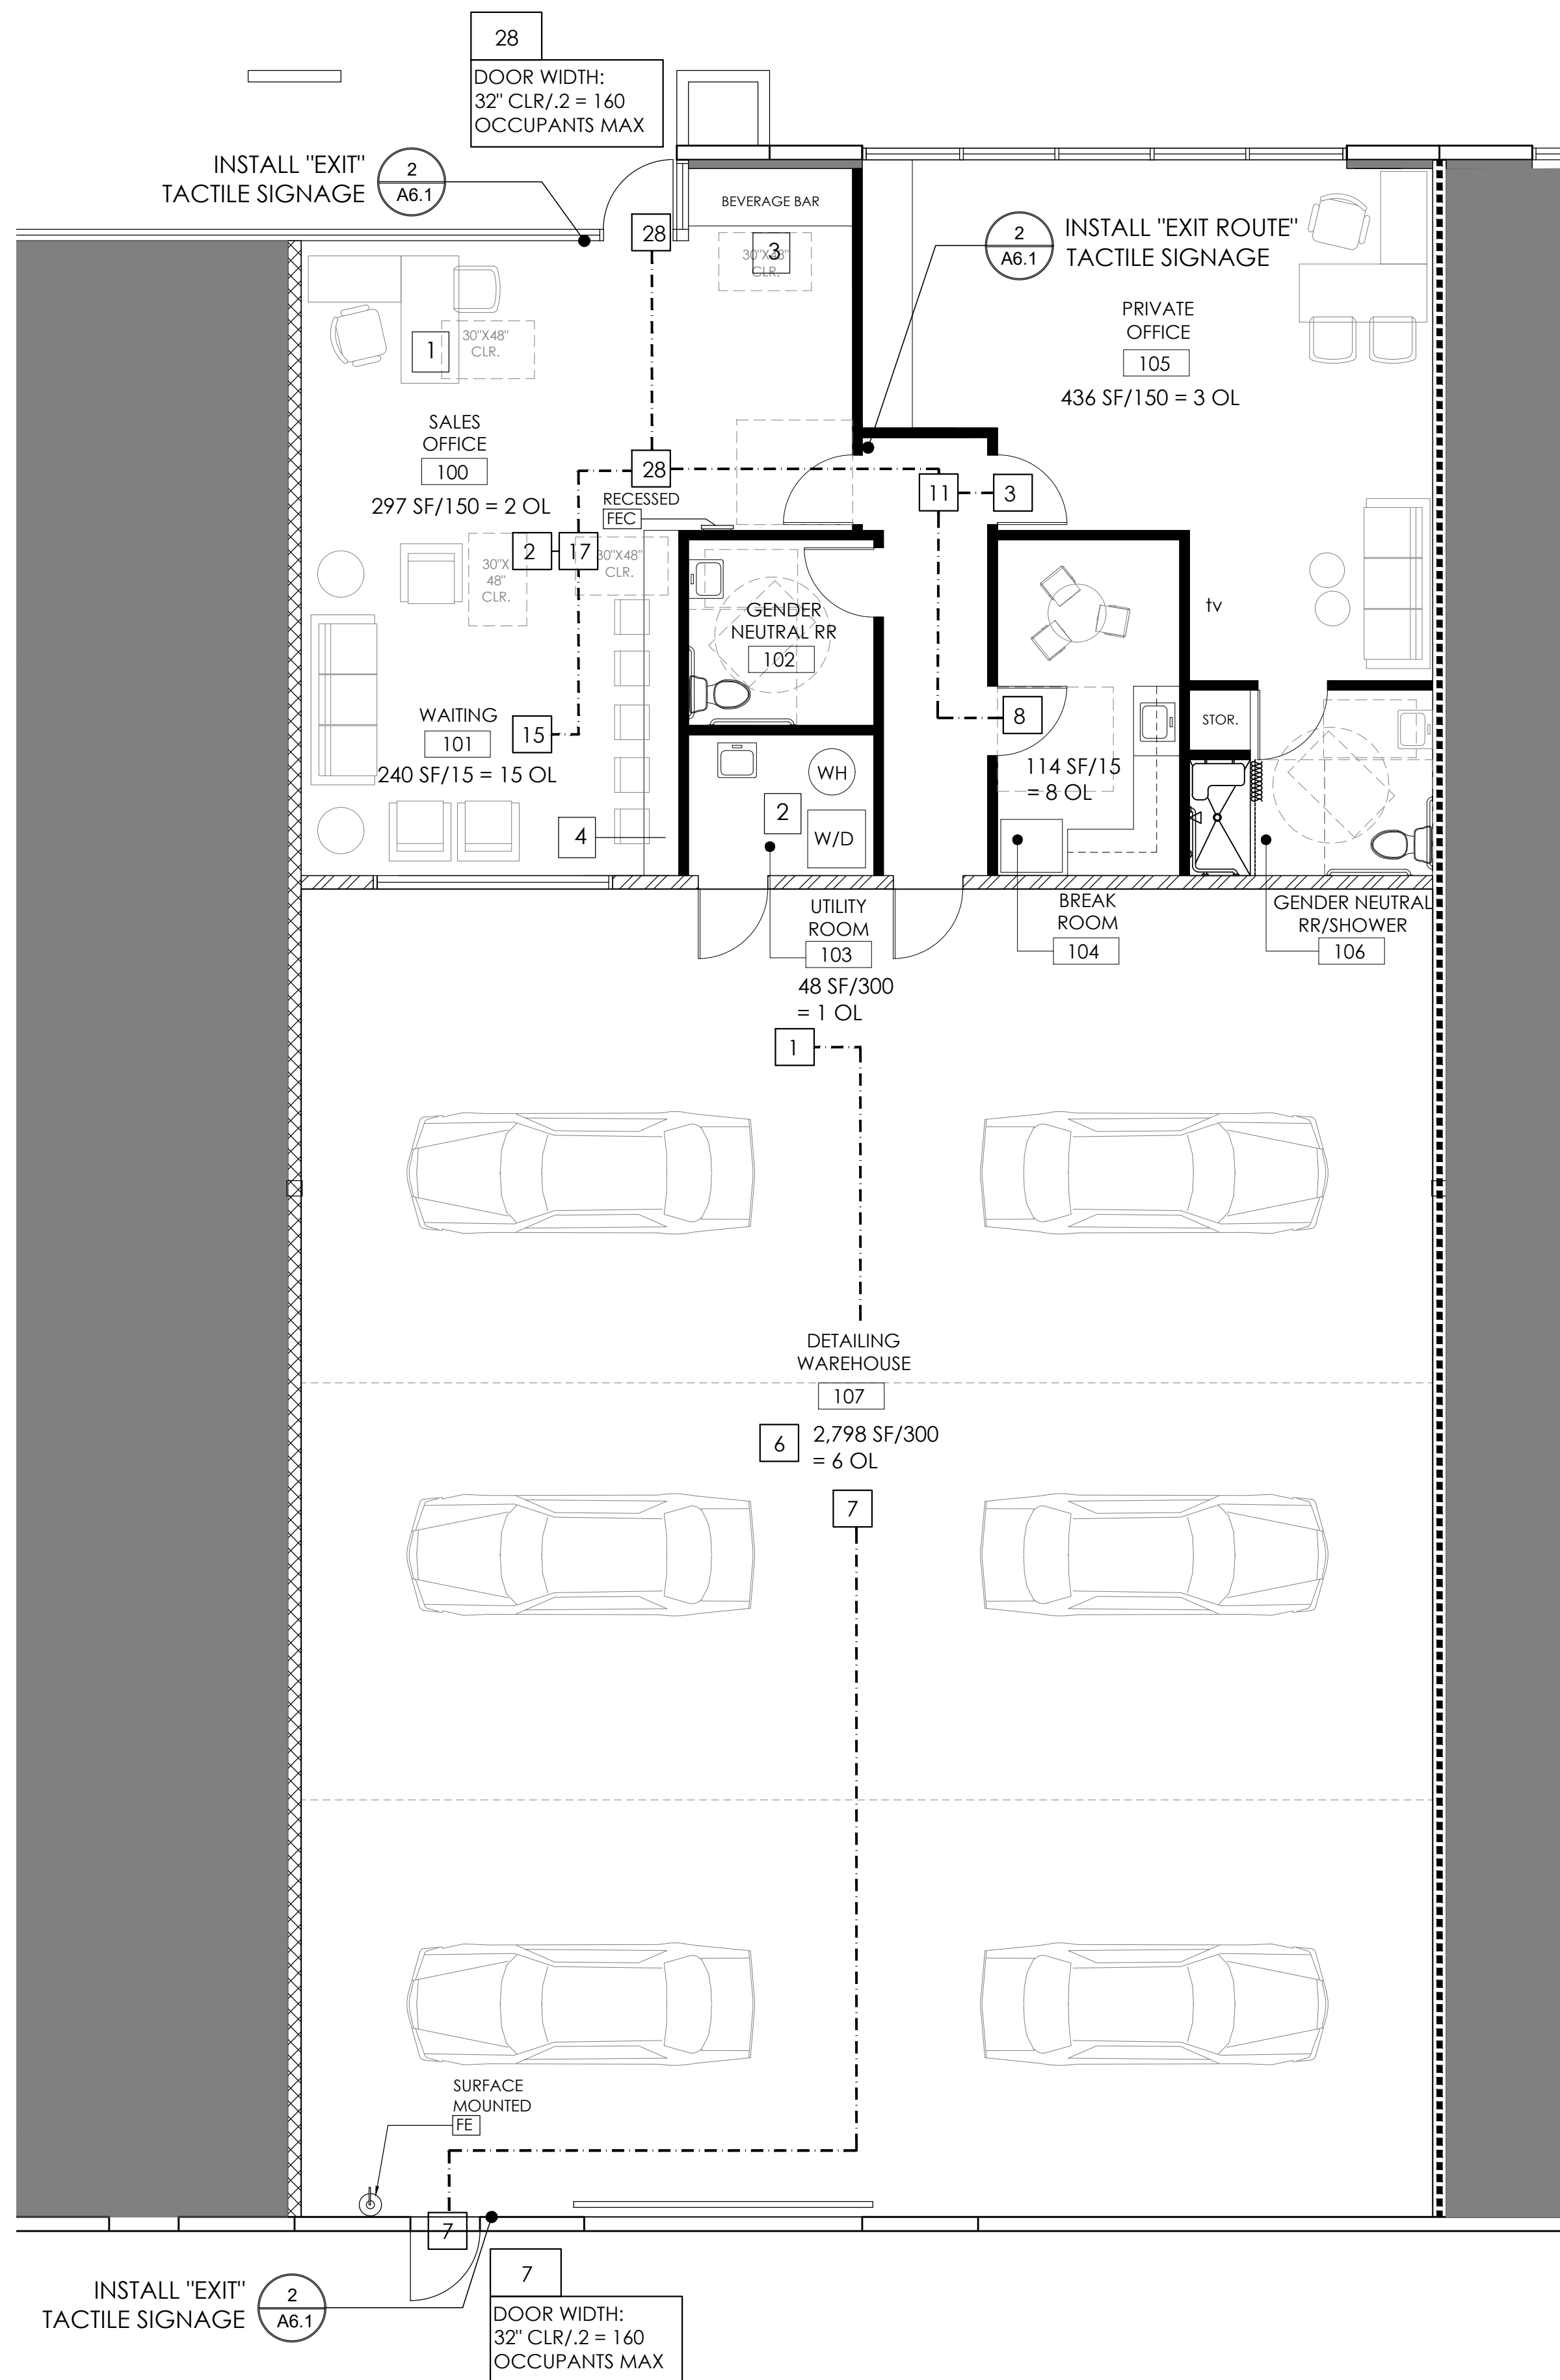 28
DOOR WIDTH:
32" CLR/.2 = 160
OCCUPANTS MAX
INSTALL "EXIT"
TACTILE SIGNAGE
2
A6.1
28
BEVERAGE BAR
3
30"X48"
CLR.
2
A6.1
INSTALL "EXIT ROUTE"
TACTILE SIGNAGE
1
30"X48"
CLR.
PRIVATE
OFFICE
105
436 SF/150 = 3 OL
SALES
OFFICE
100
297 SF/150 = 2 OL
28
RECESSED
FEC
11
3
2
17
30"X
48"
CLR.
30"X48"
CLR.
GENDER
NEUTRAL RR
102
tv
WAITING
101
240 SF/15 = 15 OL
15
8
STOR.
114 SF/15
= 8 OL
WH
2
W/D
4
UTILITY
ROOM
103
48 SF/300
= 1 OL
BREAK
ROOM
104
GENDER NEUTRAL
RR/SHOWER
106
1
DETAILING
WAREHOUSE
107
6
2,798 SF/300
= 6 OL
7
SURFACE
MOUNTED
FE
7
INSTALL "EXIT"
TACTILE SIGNAGE
2
A6.1
7
DOOR WIDTH:
32" CLR/.2 = 160
OCCUPANTS MAX